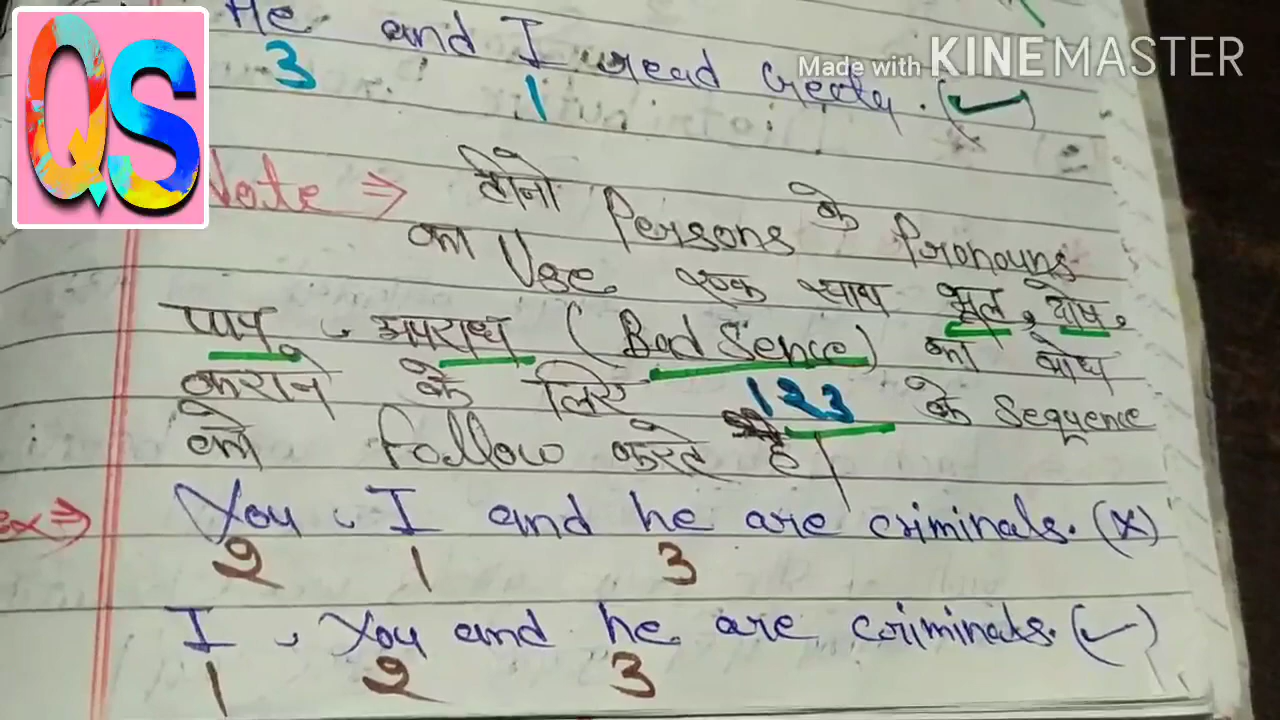 QS
Made with KINEMASTER
He and I read Geeta. (✓)
3 1
Note ⇒ तीनो Persons के Pronouns
का Use एक साथ भूल, दोष,
पाप, अपराध (Bad Sence) का बोध
कराने के लिए 123 के Sequence
को follow करते है।
ex ⇒ You, I and he are criminals. (x)
2 1 3
I, You and he are criminals. (✓)
1 2 3